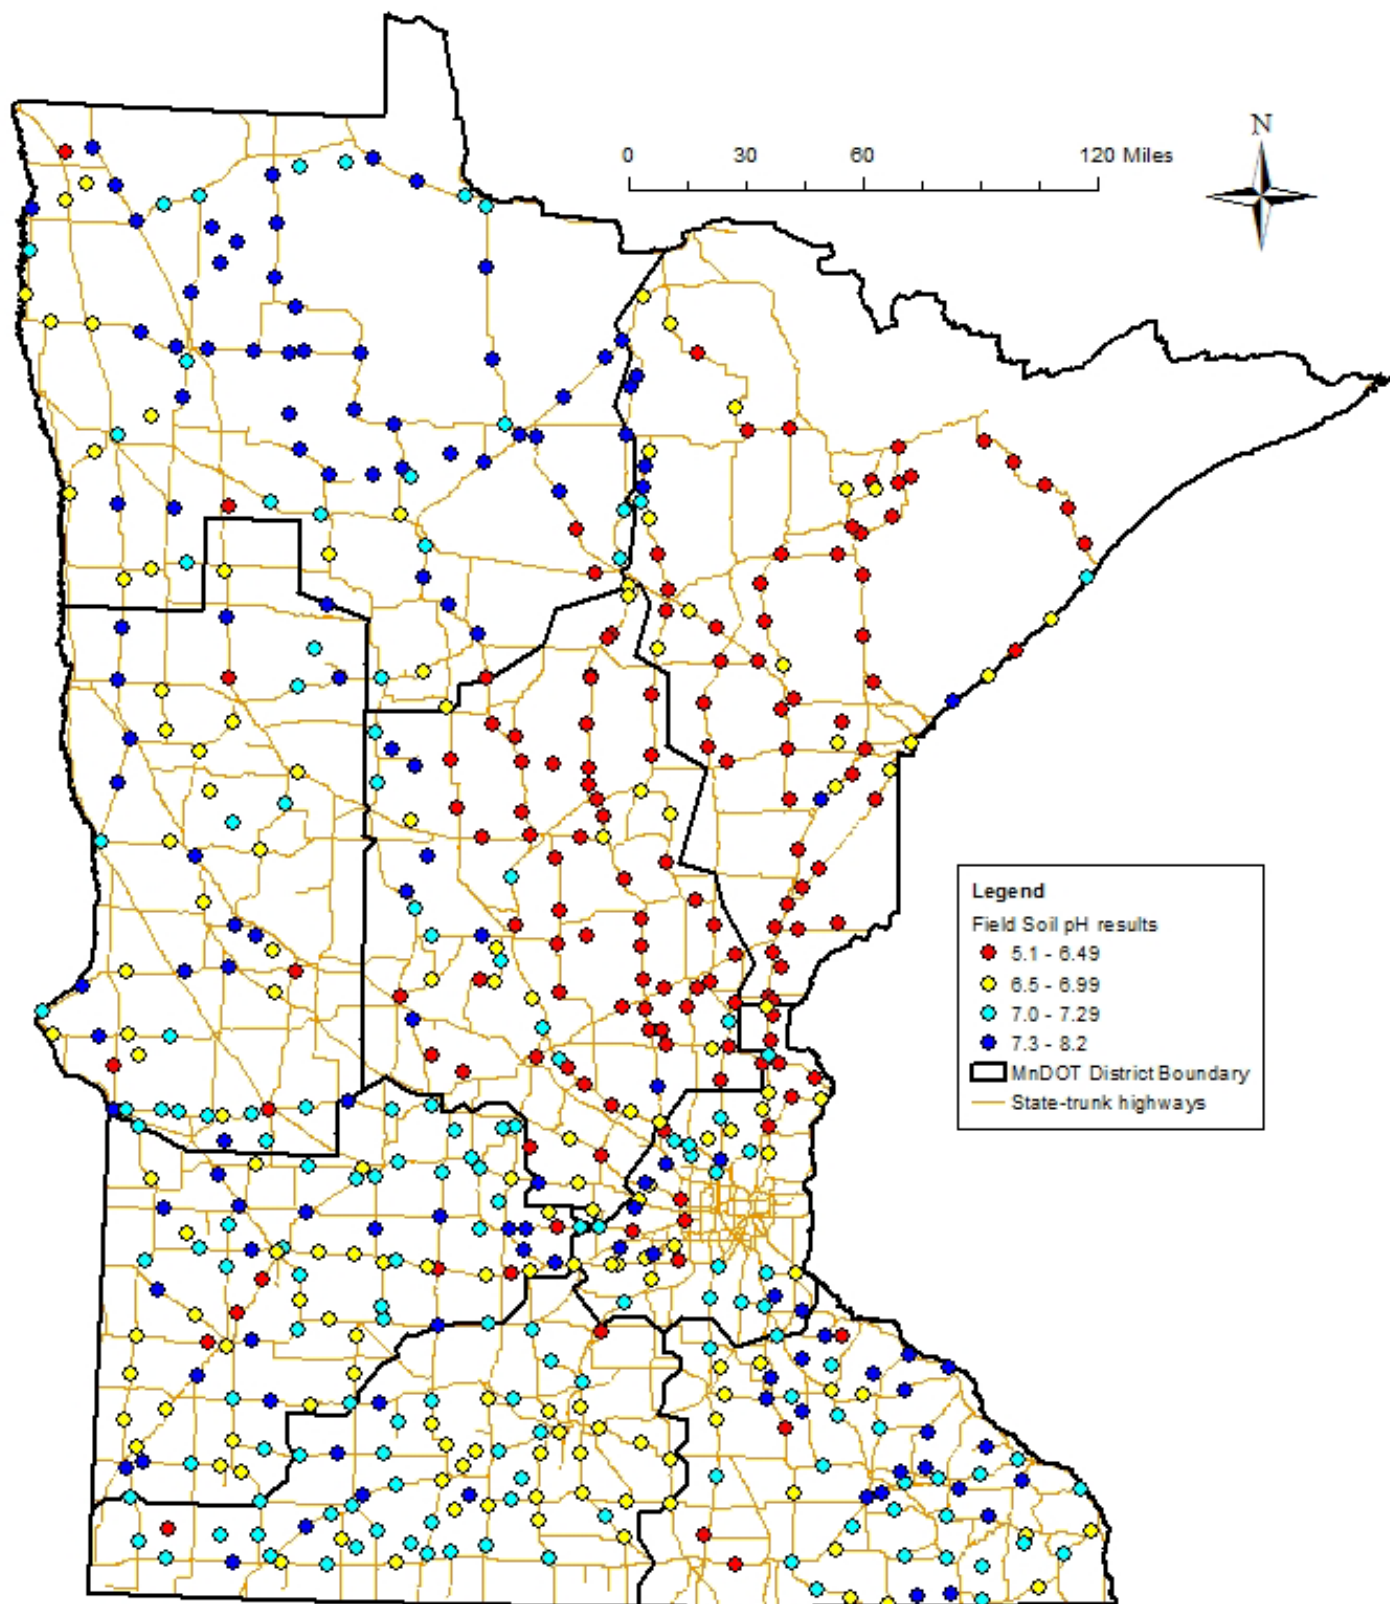 N
0 30 60 120 Miles
Legend
Field Soil pH results
5.1 - 6.49
6.5 - 6.99
7.0 - 7.29
7.3 - 8.2
MnDOT District Boundary
State-trunk highways